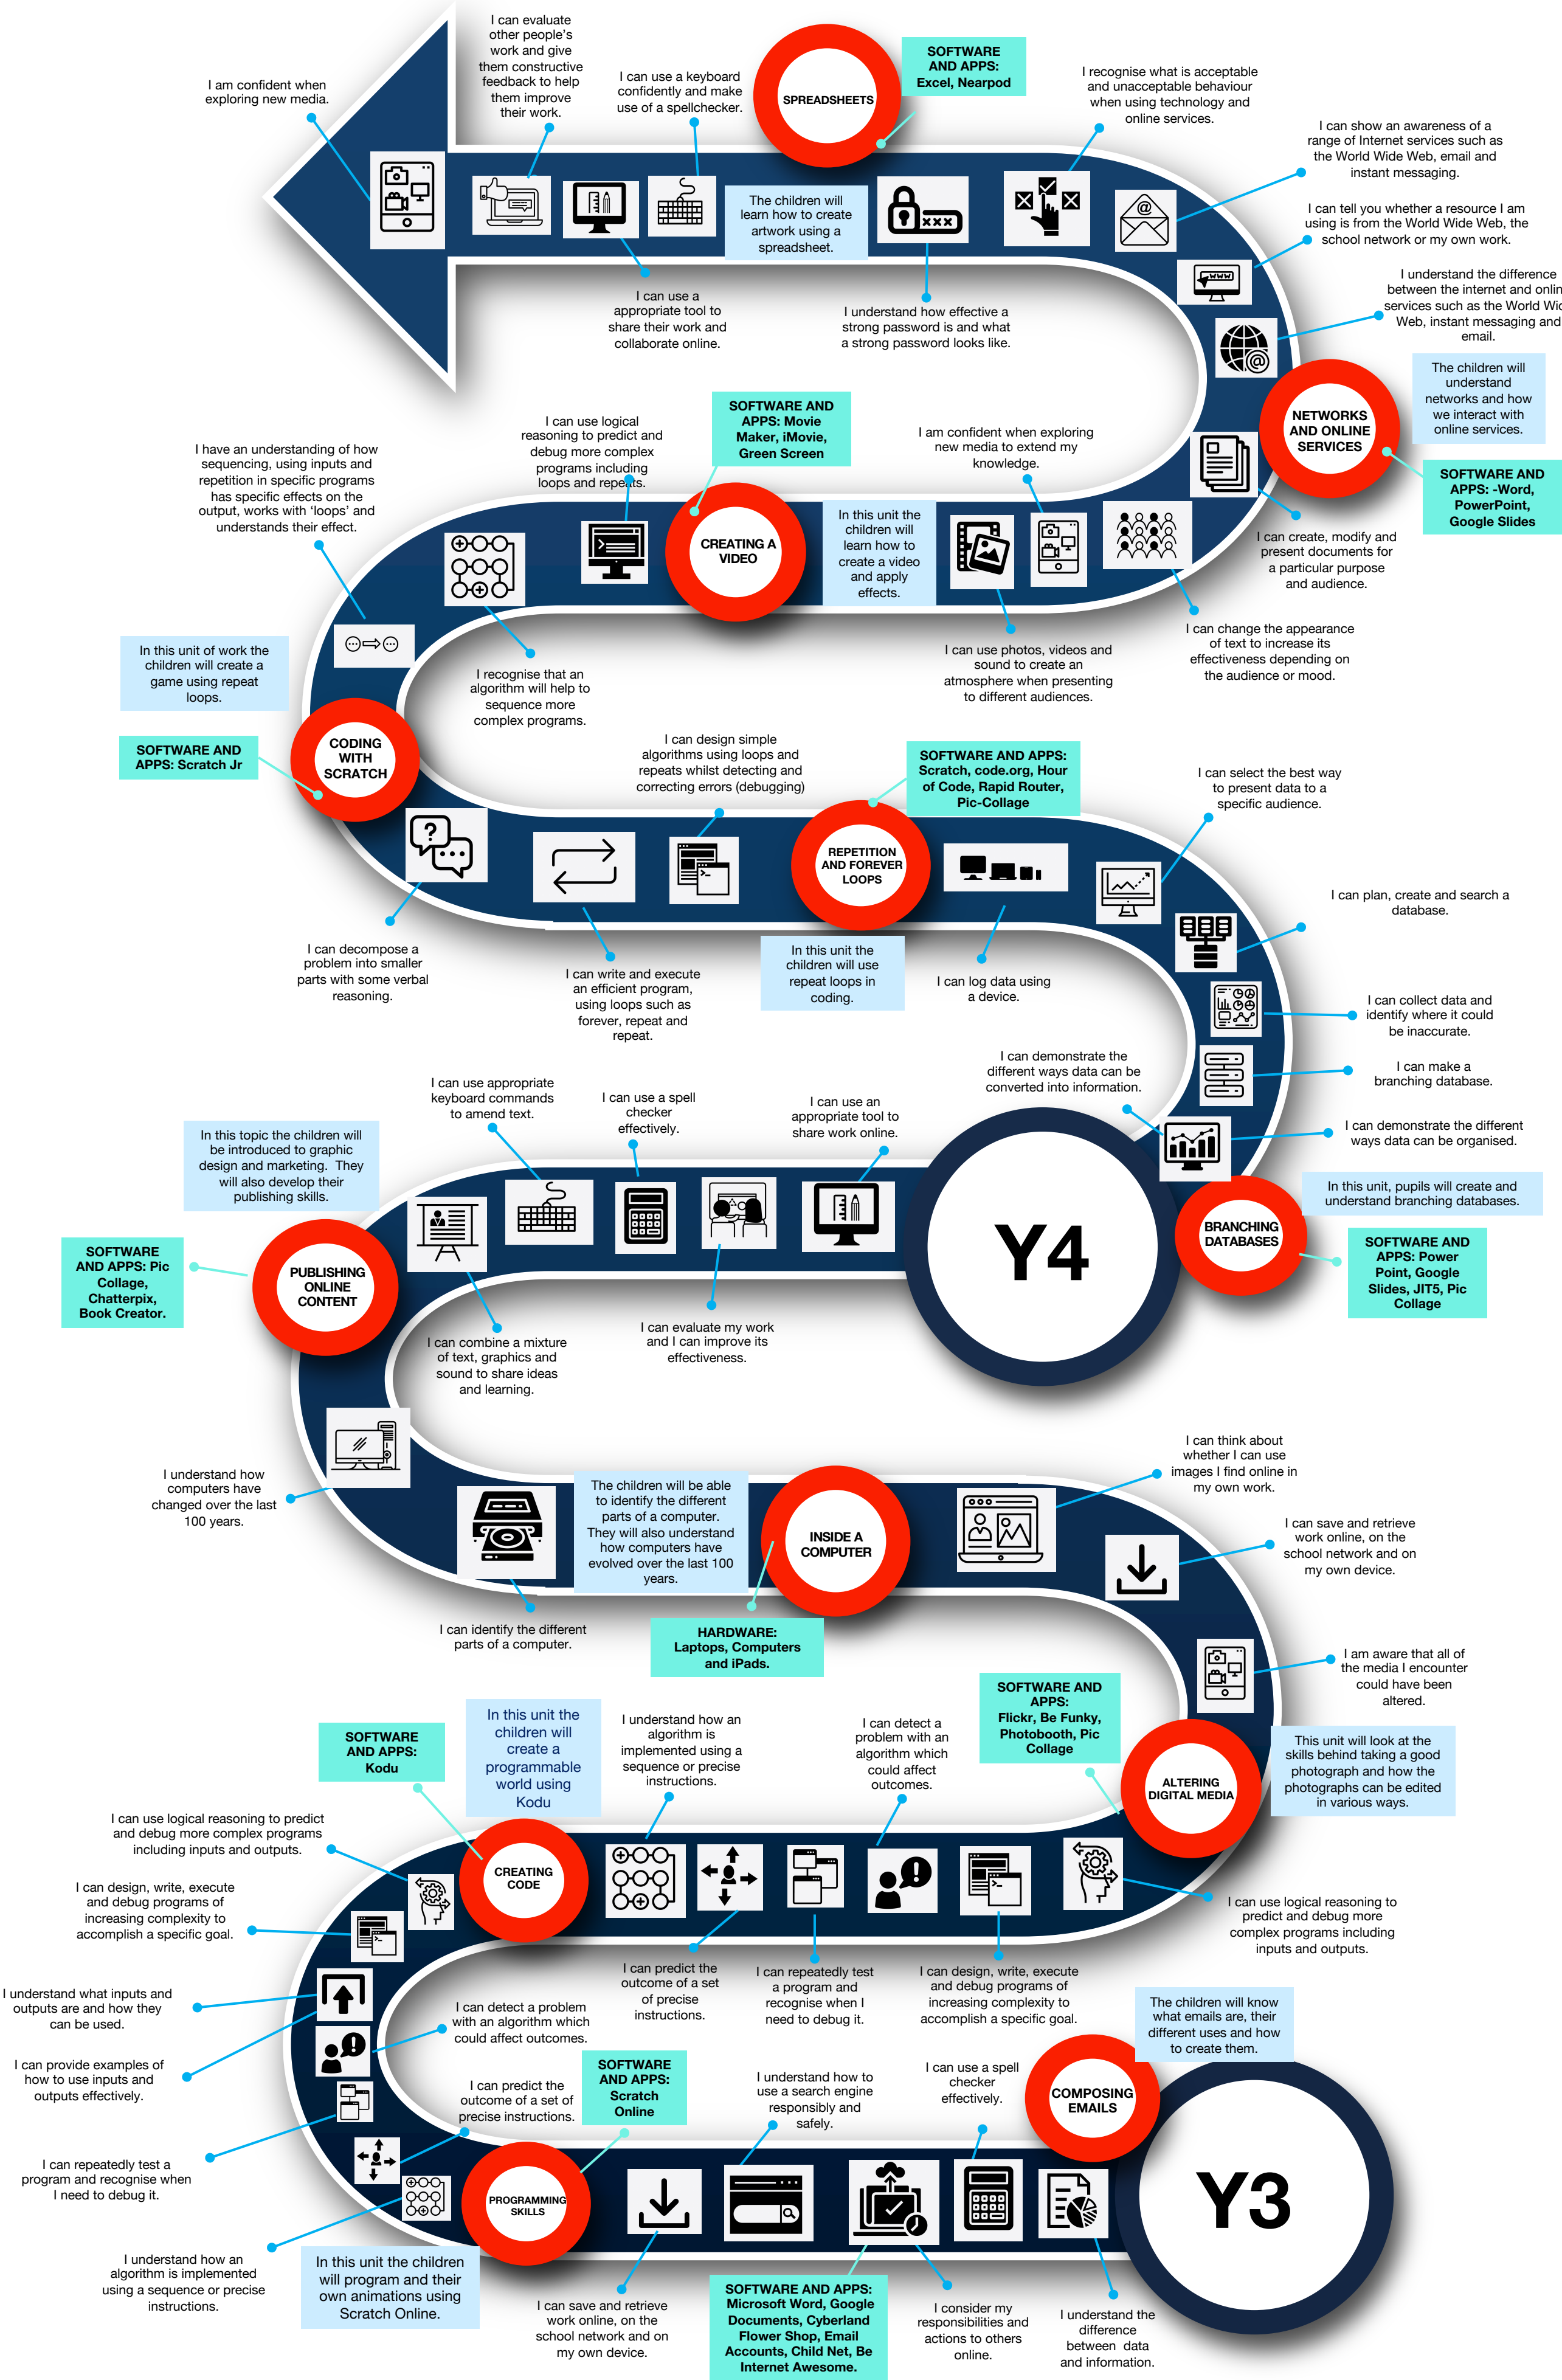 I can evaluate
other people's
work and give
them constructive
feedback to help
them improve
their work.
I am confident when
exploring new media.
I can use a keyboard
confidently and make
use of a spellchecker.
SPREADSHEETS
SOFTWARE
AND APPS:
Excel, Nearpod
I recognise what is acceptable
and unacceptable behaviour
when using technology and
online services.
I can show an awareness of a
range of Internet services such as
the World Wide Web, email and
instant messaging.
The children will
learn how to create
artwork using a
spreadsheet.
I can tell you whether a resource I am
using is from the World Wide Web, the
school network or my own work.
I can use a
appropriate tool to
share their work and
collaborate online.
I understand how effective a
strong password is and what
a strong password looks like.
I understand the difference
between the internet and onlin
services such as the World Wid
Web, instant messaging and
email.
The children will
understand
networks and how
we interact with
online services.
NETWORKS
AND ONLINE
SERVICES
SOFTWARE AND
APPS: -Word,
PowerPoint,
Google Slides
I have an understanding of how
sequencing, using inputs and
repetition in specific programs
has specific effects on the
output, works with 'loops' and
understands their effect.
I can use logical
reasoning to predict and
debug more complex
programs including
loops and repeats.
SOFTWARE AND
APPS: Movie
Maker, iMovie,
Green Screen
I am confident when exploring
new media to extend my
knowledge.
CREATING A
VIDEO
In this unit the
children will
learn how to
create a video
and apply
effects.
I can create, modify and
present documents for
a particular purpose
and audience.
I can change the appearance
of text to increase its
effectiveness depending on
the audience or mood.
I can use photos, videos and
sound to create an
atmosphere when presenting
to different audiences.
In this unit of work the
children will create a
game using repeat
loops.
I recognise that an
algorithm will help to
sequence more
complex programs.
SOFTWARE AND
APPS: Scratch Jr
CODING
WITH
SCRATCH
I can design simple
algorithms using loops and
repeats whilst detecting and
correcting errors (debugging)
SOFTWARE AND APPS:
Scratch, code.org, Hour
of Code, Rapid Router,
Pic-Collage
I can select the best way
to present data to a
specific audience.
REPETITION
AND FOREVER
LOOPS
I can plan, create and search a
database.
I can decompose a
problem into smaller
parts with some verbal
reasoning.
I can write and execute
an efficient program,
using loops such as
forever, repeat and
repeat.
In this unit the
children will use
repeat loops in
coding.
I can log data using
a device.
I can collect data and
identify where it could
be inaccurate.
I can make a
branching database.
I can demonstrate the
different ways data can be
converted into information.
I can demonstrate the different
ways data can be organised.
In this unit, pupils will create and
understand branching databases.
BRANCHING
DATABASES
SOFTWARE AND
APPS: Power
Point, Google
Slides, JIT5, Pic
Collage
I can use appropriate
keyboard commands
to amend text.
I can use a spell
checker
effectively.
I can use an
appropriate tool to
share work online.
In this topic the children will
be introduced to graphic
design and marketing. They
will also develop their
publishing skills.
Y4
SOFTWARE
AND APPS: Pic
Collage,
Chatterpix,
Book Creator.
PUBLISHING
ONLINE
CONTENT
I can combine a mixture
of text, graphics and
sound to share ideas
and learning.
I can evaluate my work
and I can improve its
effectiveness.
I understand how
computers have
changed over the last
100 years.
The children will be able
to identify the different
parts of a computer.
They will also understand
how computers have
evolved over the last 100
years.
INSIDE A
COMPUTER
I can think about
whether I can use
images I find online in
my own work.
I can save and retrieve
work online, on the
school network and on
my own device.
I can identify the different
parts of a computer.
HARDWARE:
Laptops, Computers
and iPads.
I am aware that all of
the media I encounter
could have been
altered.
SOFTWARE AND
APPS:
Flickr, Be Funky,
Photobooth, Pic
Collage
ALTERING
DIGITAL MEDIA
This unit will look at the
skills behind taking a good
photograph and how the
photographs can be edited
in various ways.
SOFTWARE
AND APPS:
Kodu
In this unit the
children will
create a
programmable
world using
Kodu
I understand how an
algorithm is
implemented using a
sequence or precise
instructions.
I can detect a
problem with an
algorithm which
could affect
outcomes.
I can use logical reasoning to predict
and debug more complex programs
including inputs and outputs.
CREATING
CODE
I can design, write, execute
and debug programs of
increasing complexity to
accomplish a specific goal.
I can use logical reasoning to
predict and debug more
complex programs including
inputs and outputs.
I can predict the
outcome of a set
of precise
instructions.
I can repeatedly test
a program and
recognise when I
need to debug it.
I can design, write, execute
and debug programs of
increasing complexity to
accomplish a specific goal.
I understand what inputs and
outputs are and how they
can be used.
I can detect a problem
with an algorithm which
could affect outcomes.
The children will know
what emails are, their
different uses and how
to create them.
I can provide examples of
how to use inputs and
outputs effectively.
I can predict the
outcome of a set of
precise instructions.
SOFTWARE
AND APPS:
Scratch
Online
I understand how to
use a search engine
responsibly and
safely.
I can use a spell
checker
effectively.
COMPOSING
EMAILS
I can repeatedly test a
program and recognise when
I need to debug it.
PROGRAMMING
SKILLS
Y3
I understand how an
algorithm is implemented
using a sequence or precise
instructions.
In this unit the children
will program and their
own animations using
Scratch Online.
I can save and retrieve
work online, on the
school network and on
my own device.
SOFTWARE AND APPS:
Microsoft Word, Google
Documents, Cyberland
Flower Shop, Email
Accounts, Child Net, Be
Internet Awesome.
I consider my
responsibilities and
actions to others
online.
I understand the
difference
between data
and information.